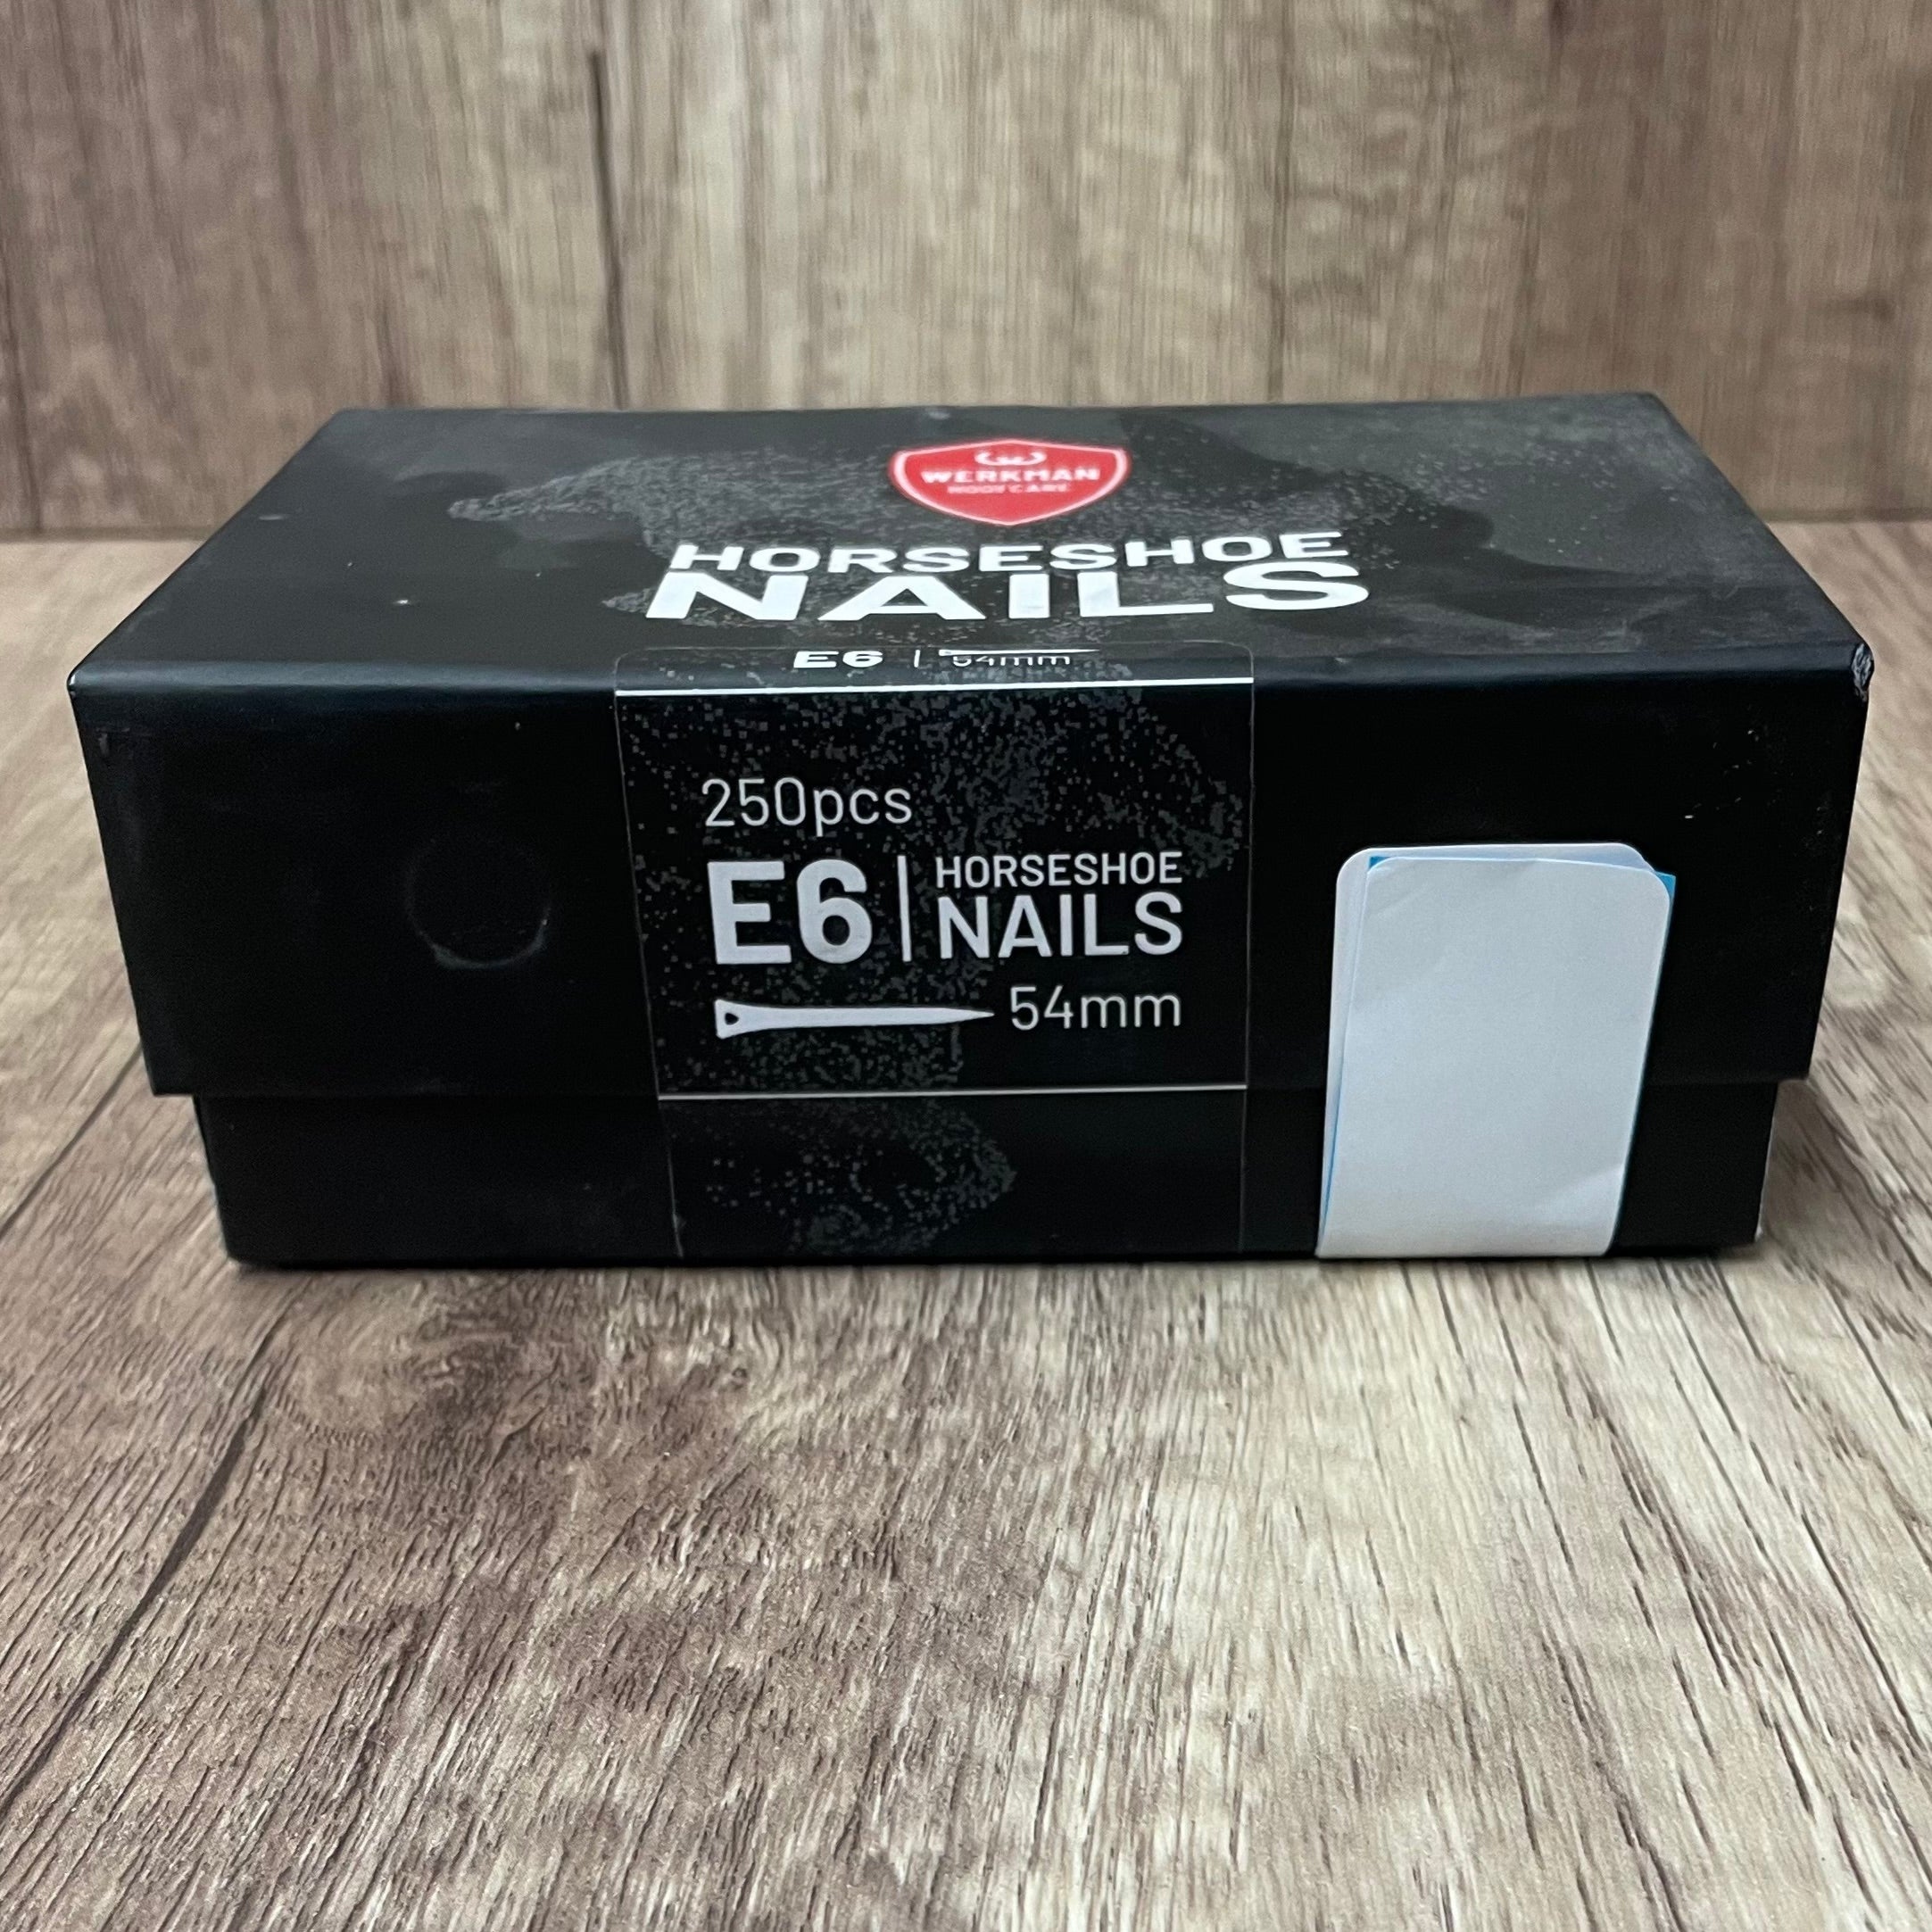 WERKMAN
HOOFCARE
HORSESHOE
NAILS
E6 | 54mm
250pcs
E6 | HORSESHOE
NAILS
54mm